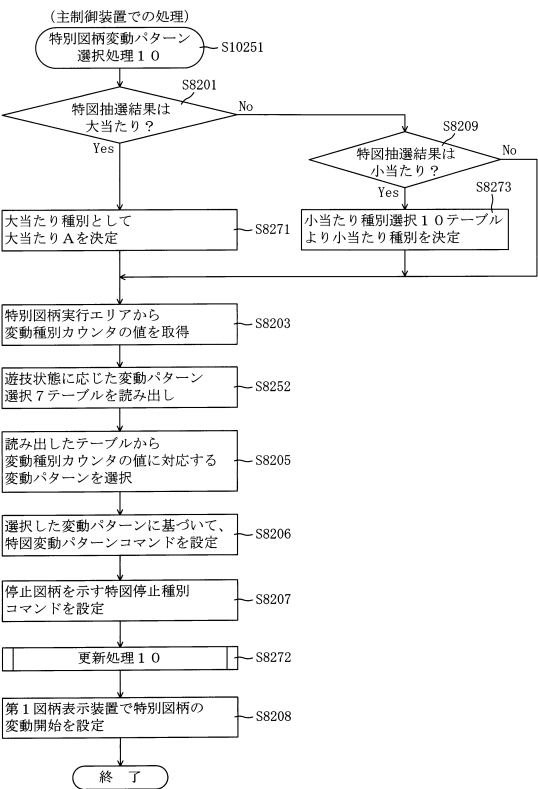 (主制御装置での処理)
特別図柄変動パターン
選択処理10
S10251
S8201
特図抽選結果は
大当たり？
No
Yes
S8209
特図抽選結果は
小当たり？
No
Yes
S8273
大当たり種別として
大当たりAを決定
S8271
小当たり種別選択10テーブル
より小当たり種別を決定
特別図柄実行エリアから
変動種別カウンタの値を取得
S8203
遊技状態に応じた変動パターン
選択7テーブルを読み出し
S8252
読み出したテーブルから
変動種別カウンタの値に対応する
変動パターンを選択
S8205
選択した変動パターンに基づいて、
特図変動パターンコマンドを設定
S8206
停止図柄を示す特図停止種別
コマンドを設定
S8207
更新処理10
S8272
第1図柄表示装置で特別図柄の
変動開始を設定
S8208
終 了